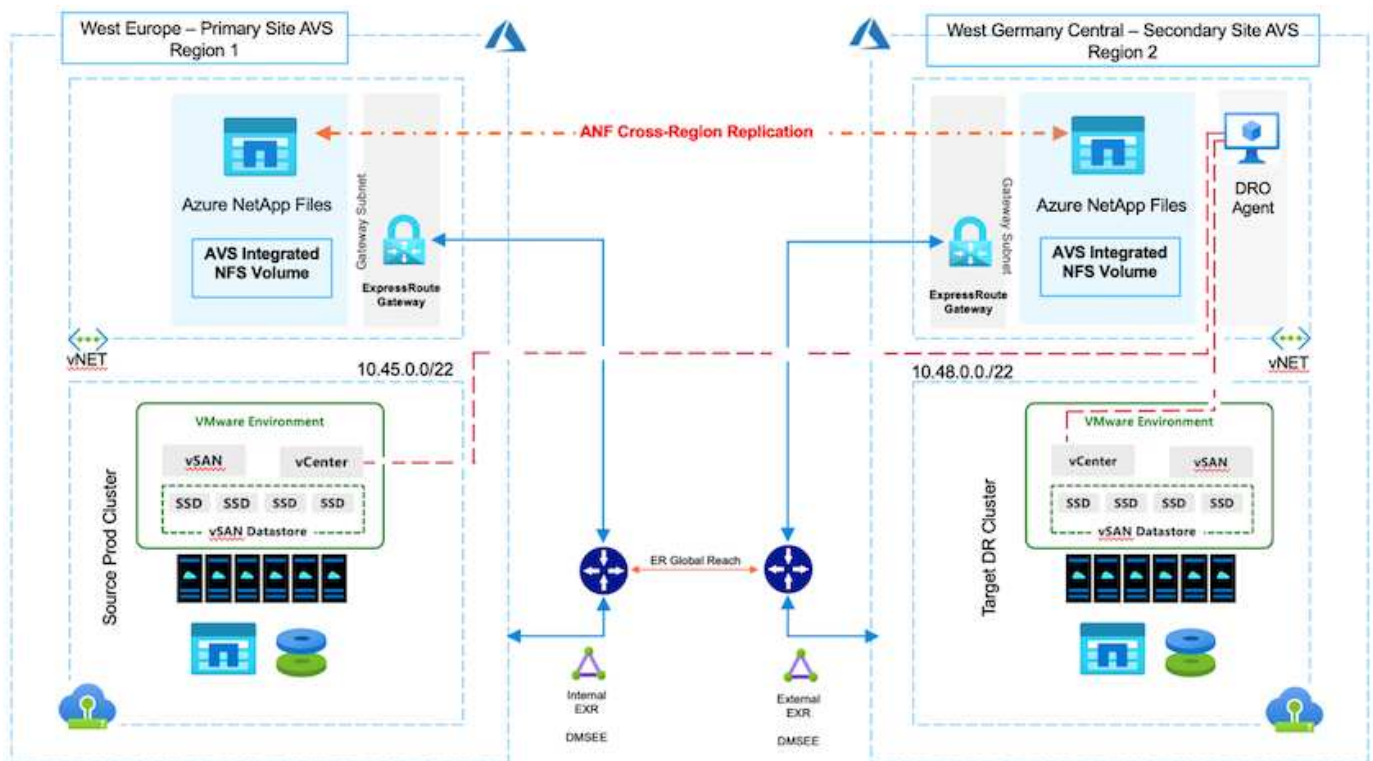 West Europe – Primary Site AVS
Region 1
West Germany Central – Secondary Site AVS
Region 2
ANF Cross-Region Replication
Azure NetApp Files
AVS Integrated
NFS Volume
Gateway Subnet
ExpressRoute
Gateway
Gateway Subnet
ExpressRoute
Gateway
Azure NetApp Files
AVS Integrated
NFS Volume
DRO
Agent
vNET
10.45.0.0/22
10.48.0.0./22
vNET
Source Prod Cluster
VMware Environment
vSAN
vCenter
SSD
SSD
SSD
SSD
vSAN Datastore
ER Global Reach
Internal
EXR
DMSEE
External
EXR
DMSEE
Target DR Cluster
VMware Environment
vCenter
vSAN
SSD
SSD
SSD
SSD
vSAN Datastore